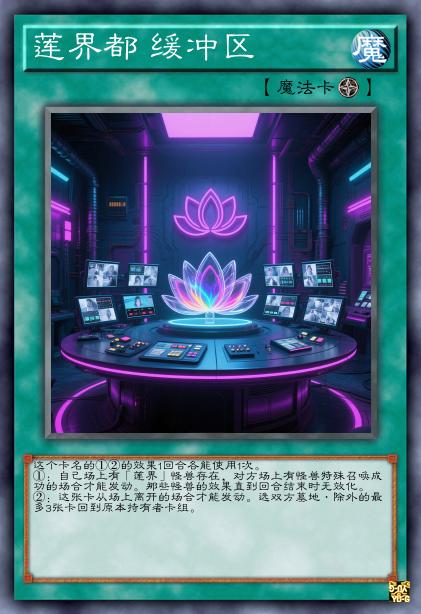 莲界都 缓冲区
魔
【魔法卡】
这个卡名的①②的效果1回合各能使用1次。
①：自己场上有「莲界」怪兽存在，对方场上有怪兽特殊召唤成
功的场合才能发动。那些怪兽的效果直到回合结束时无效化。
②：这张卡从场上离开的场合才能发动。选双方墓地·除外的最
多3张卡回到原本持有者卡组。